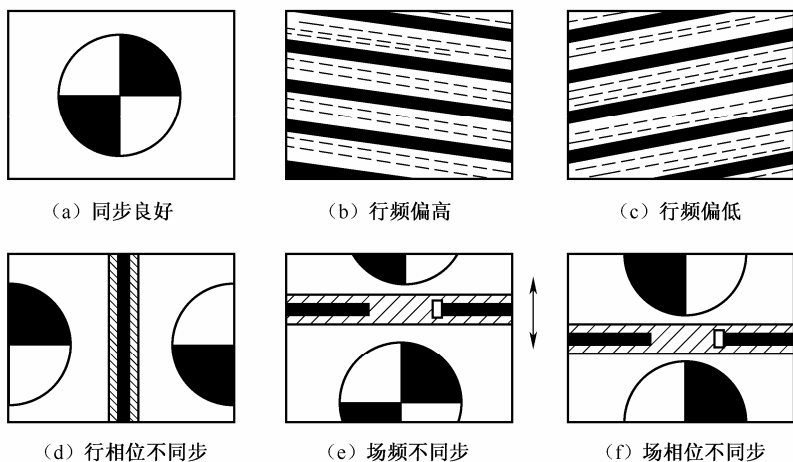 （a）同步良好
（b）行频偏高
（c）行频偏低
（d）行相位不同步
（e）场频不同步
（f）场相位不同步